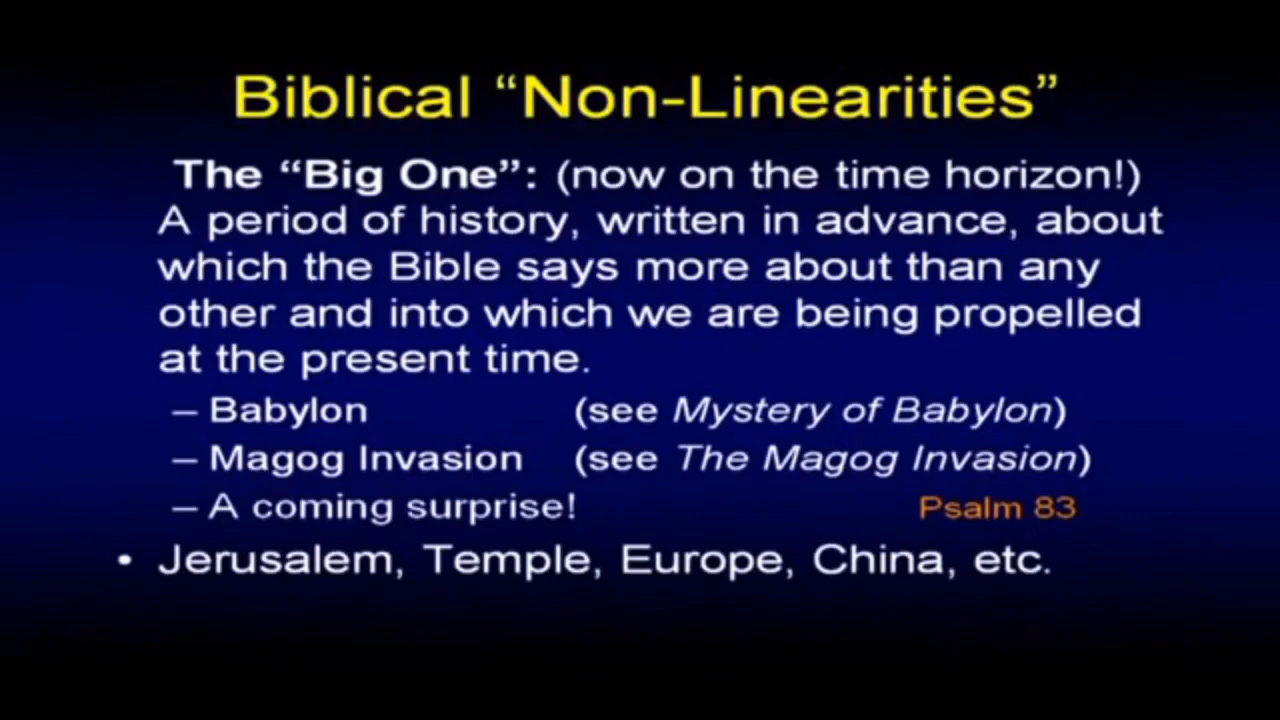 Biblical “Non-Linearities”
The “Big One”: (now on the time horizon!)
A period of history, written in advance, about
which the Bible says more about than any
other and into which we are being propelled
at the present time.
– Babylon (see Mystery of Babylon)
– Magog Invasion (see The Magog Invasion)
– A coming surprise! Psalm 83
• Jerusalem, Temple, Europe, China, etc.